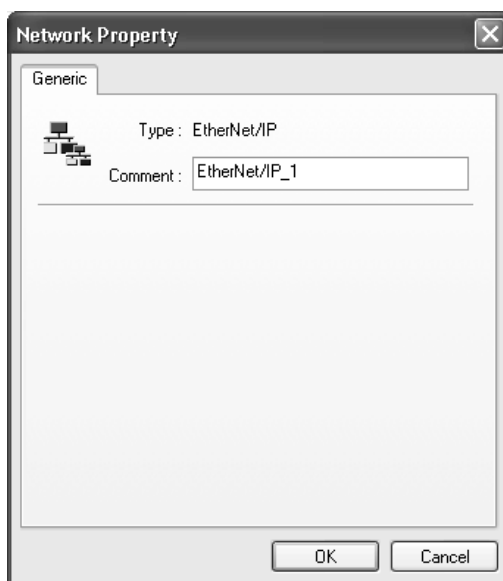 Network Property
Generic
Type : EtherNet/IP
Comment : EtherNet/IP_1
OK Cancel